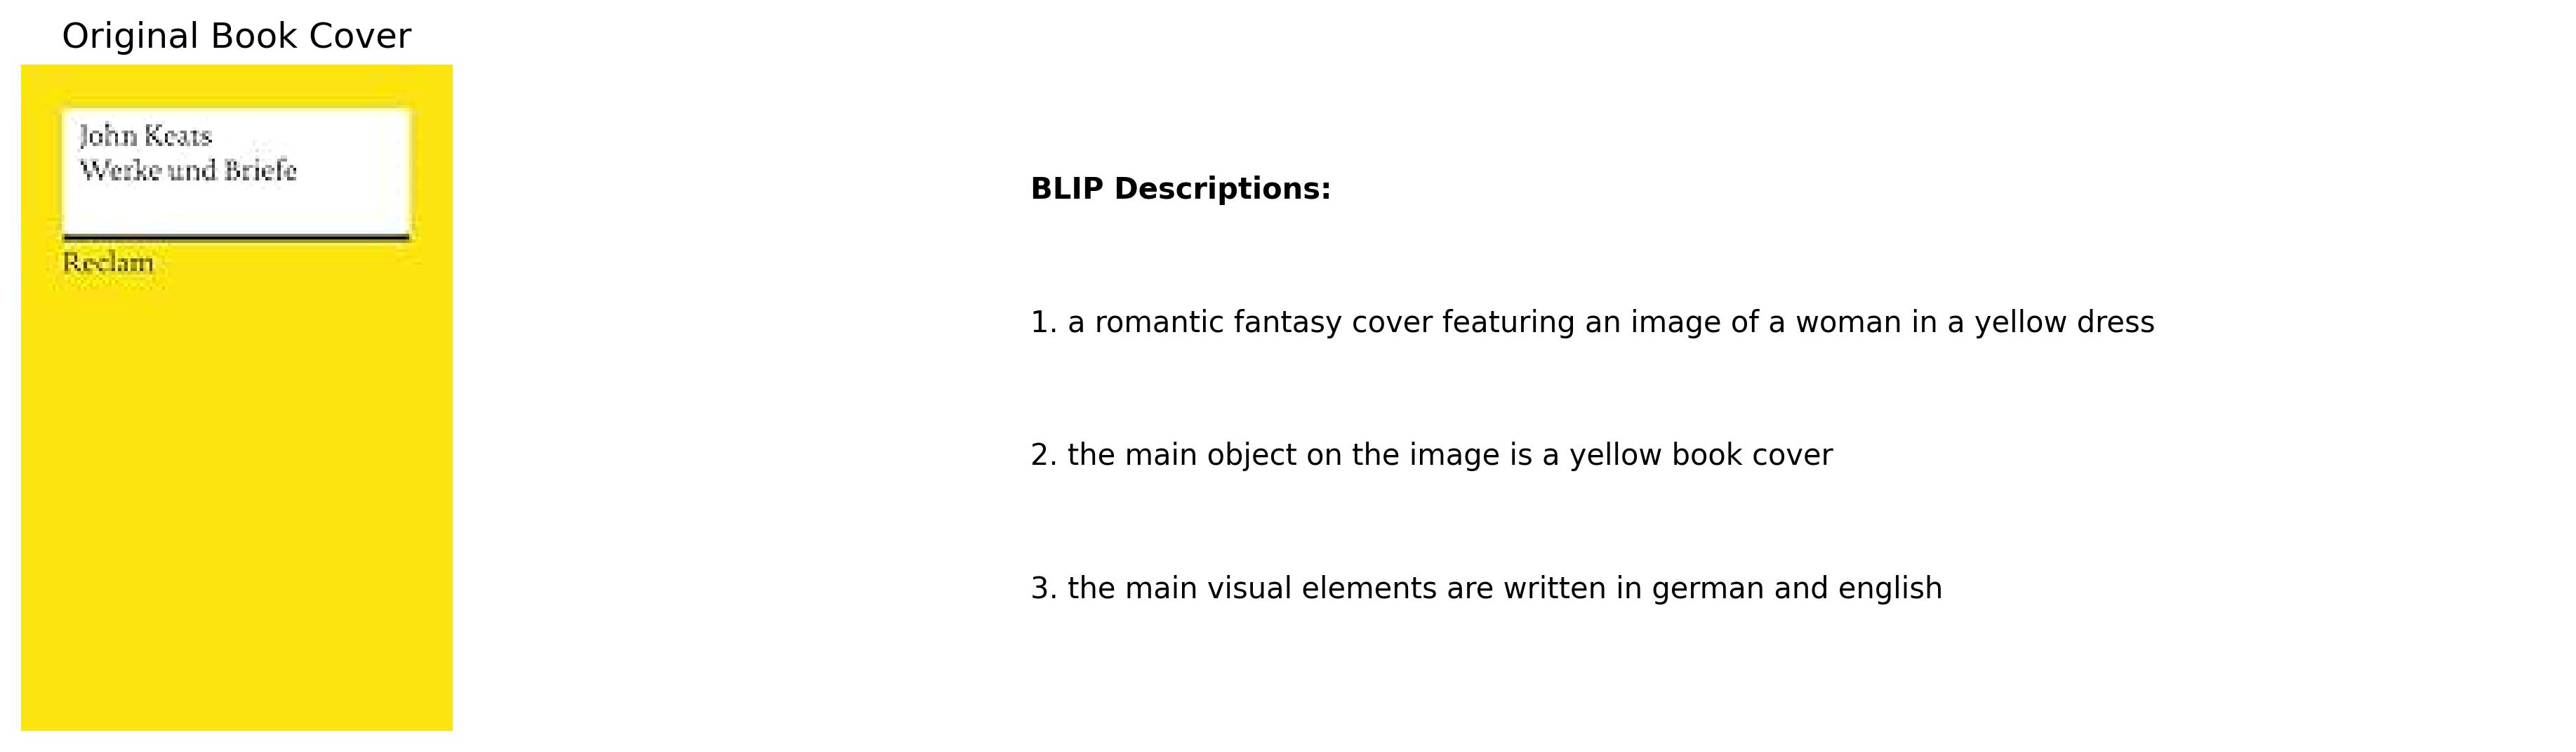 Original Book Cover
John Keats
Werke und Briefe
Reclam
BLIP Descriptions:
1. a romantic fantasy cover featuring an image of a woman in a yellow dress
2. the main object on the image is a yellow book cover
3. the main visual elements are written in german and english